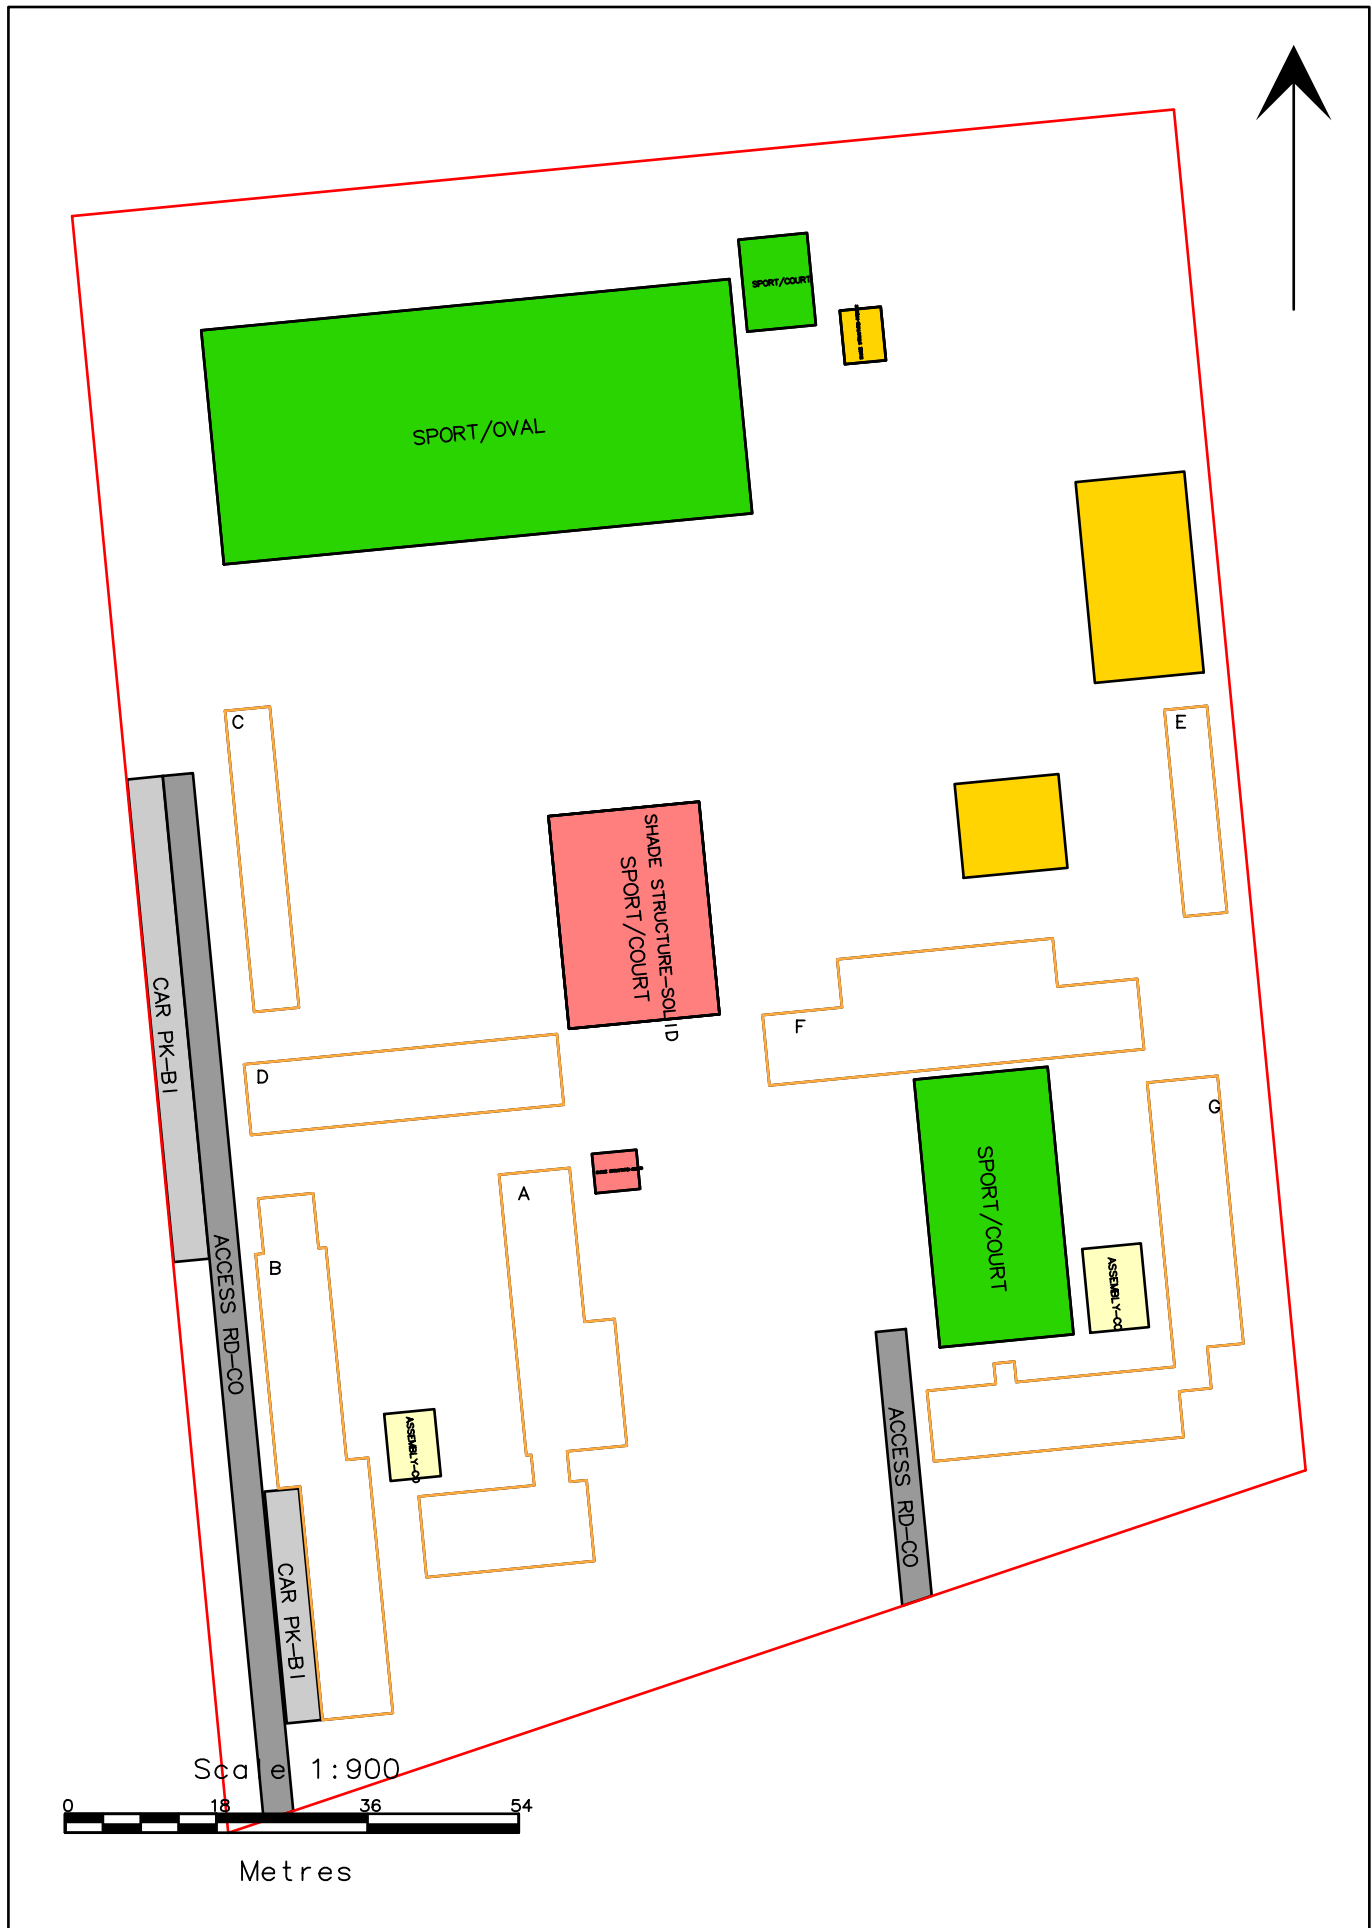 SPORT/COURT
SPORT/OVAL
C
E
SHADE STRUCTURE-SOLID
SPORT/COURT
CAR PK-BI
F
D
G
A
SPORT/COURT
ACCESS RD-CO
B
ASSEMBLY-CO
ASSEMBLY-CO
ACCESS RD-CO
CAR PK-BI
Scale 1:900
0 18 36 54
Metres